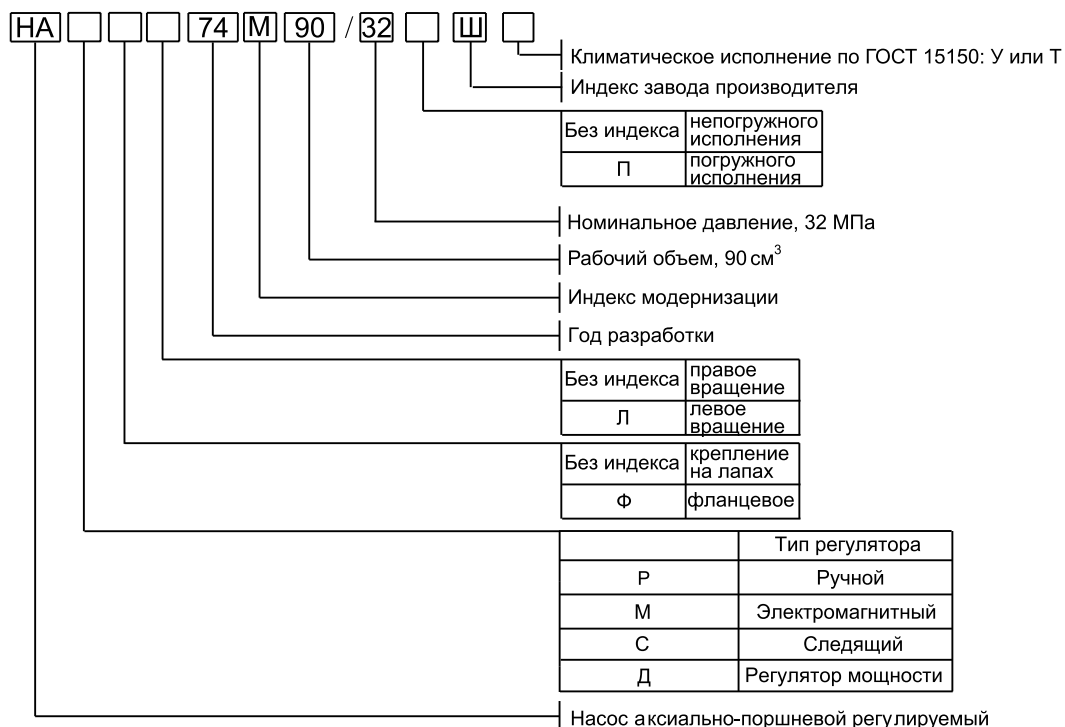 НА 74 М 90 / 32 Ш
Климатическое исполнение по ГОСТ 15150: У или Т
Индекс завода производителя
Без индекса непогружного
исполнения
П погружного
исполнения
Номинальное давление, 32 МПа
Рабочий объем, 90 см³
Индекс модернизации
Год разработки
Без индекса правое
вращение
Л левое
вращение
Без индекса крепление
на лапах
Ф фланцевое
Тип регулятора
Р Ручной
М Электромагнитный
С Следящий
Д Регулятор мощности
Насос аксиально-поршневой регулируемый